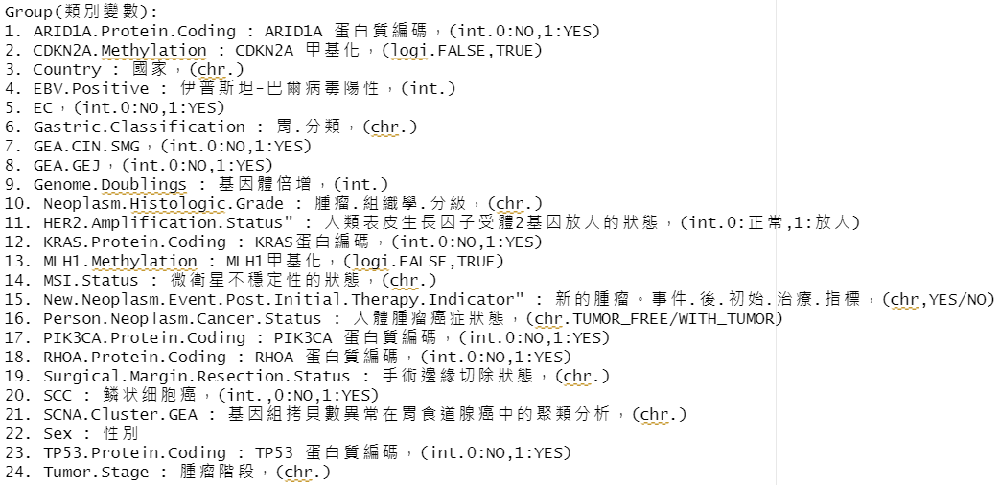 Group(類別變數):
1. ARID1A.Protein.Coding : ARID1A 蛋白質編碼，(int.0:NO,1:YES)
2. CDKN2A.Methylation : CDKN2A 甲基化，(logi.FALSE,TRUE)
3. Country : 國家，(chr.)
4. EBV.Positive : 伊普斯坦-巴爾病毒陽性，(int.)
5. EC，(int.0:NO,1:YES)
6. Gastric.Classification : 胃.分類，(chr.)
7. GEA.CIN.SMG，(int.0:NO,1:YES)
8. GEA.GEJ，(int.0:NO,1:YES)
9. Genome.Doublings : 基因體倍增，(int.)
10. Neoplasm.Histologic.Grade : 腫瘤.組織學.分級，(chr.)
11. HER2.Amplification.Status" : 人類表皮生長因子受體2基因放大的狀態，(int.0:正常,1:放大)
12. KRAS.Protein.Coding : KRAS蛋白質編碼，(int.0:NO,1:YES)
13. MLH1.Methylation : MLH1甲基化，(logi.FALSE,TRUE)
14. MSI.Status : 微衛星不穩定性的狀態，(chr.)
15. New.Neoplasm.Event.Post.Initial.Therapy.Indicator" : 新的腫瘤。事件.後.初始.治療.指標，(chr,YES/NO)
16. Person.Neoplasm.Cancer.Status : 人體腫瘤癌症狀態，(chr.TUMOR_FREE/WITH_TUMOR)
17. PIK3CA.Protein.Coding : PIK3CA 蛋白質編碼，(int.0:NO,1:YES)
18. RHOA.Protein.Coding : RHOA 蛋白質編碼，(int.0:NO,1:YES)
19. Surgical.Margin.Resection.Status : 手術邊緣切除狀態，(chr.)
20. SCC : 鳞状细胞癌，(int.,0:NO,1:YES)
21. SCNA.Cluster.GEA : 基因組拷貝數異常在胃食道腺癌中的聚類分析，(chr.)
22. Sex : 性別
23. TP53.Protein.Coding : TP53 蛋白質編碼，(int.0:NO,1:YES)
24. Tumor.Stage : 腫瘤階段，(chr.)